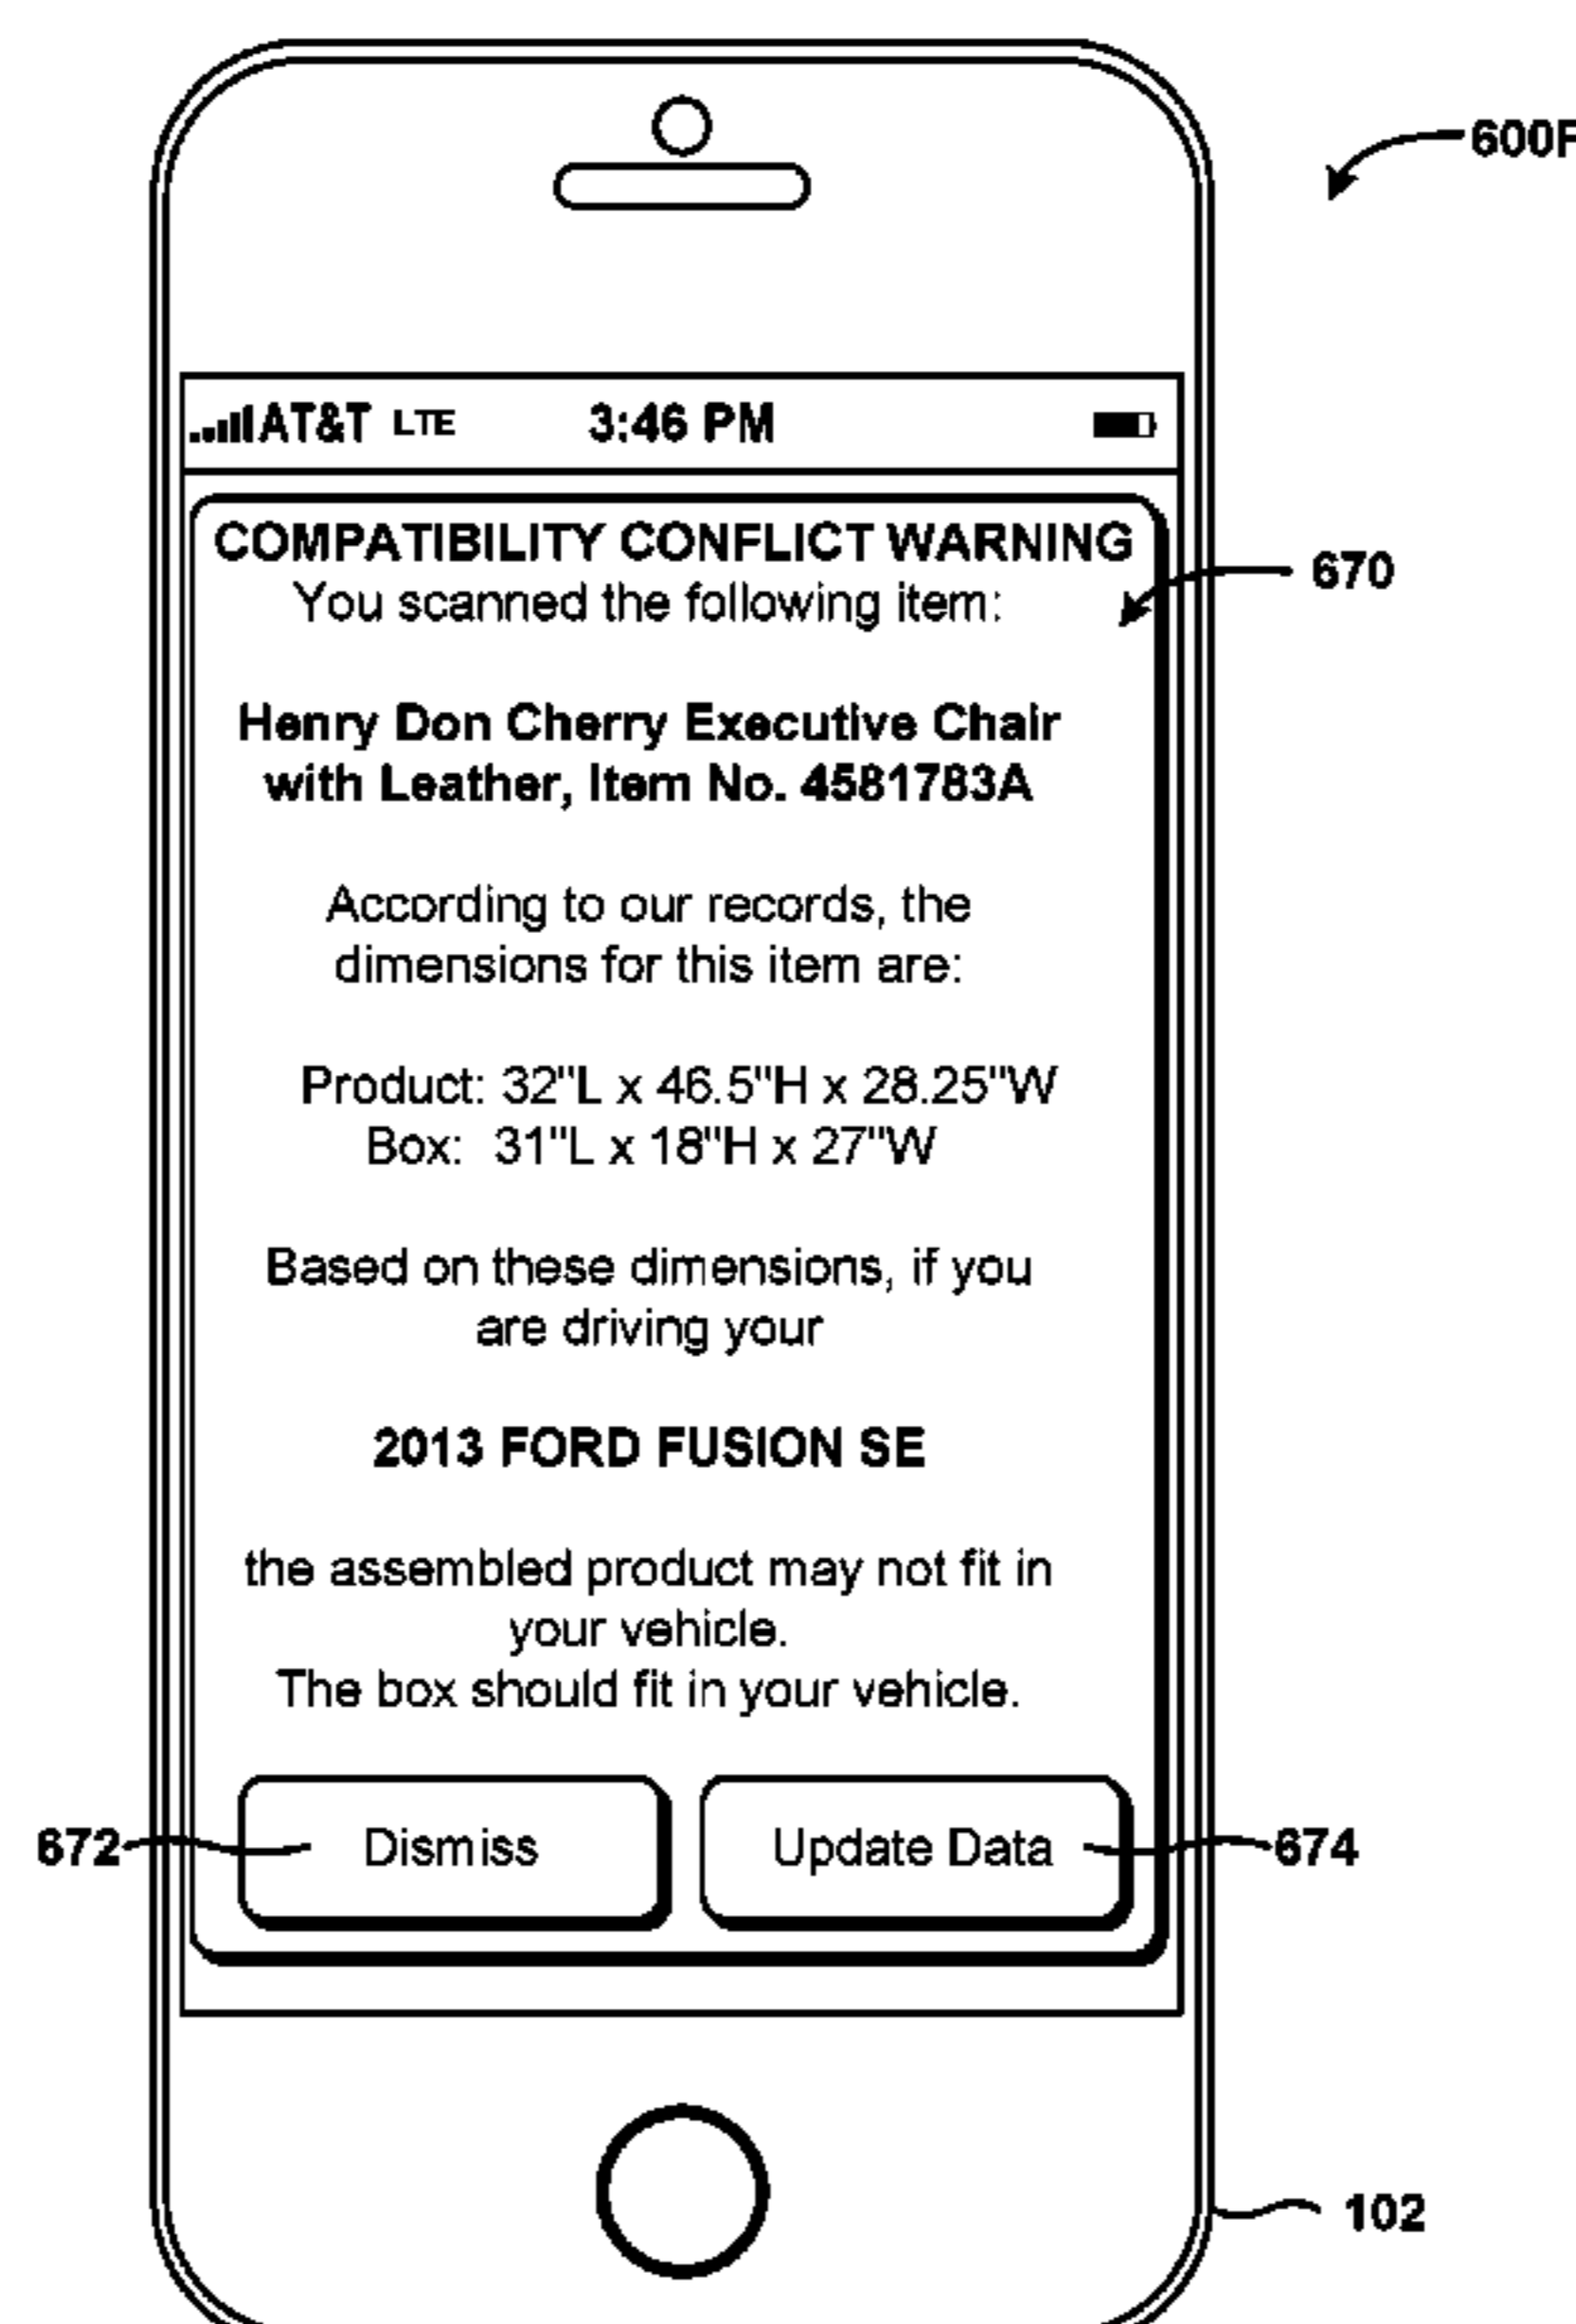 600F
AT&T LTE 3:46 PM
COMPATIBILITY CONFLICT WARNING
670
You scanned the following item:
Henry Don Cherry Executive Chair
with Leather, Item No. 4581783A
According to our records, the
dimensions for this item are:
Product: 32"L x 46.5"H x 28.25"W
Box: 31"L x 18"H x 27"W
Based on these dimensions, if you
are driving your
2013 FORD FUSION SE
the assembled product may not fit in
your vehicle.
The box should fit in your vehicle.
672 Dismiss Update Data 674
102